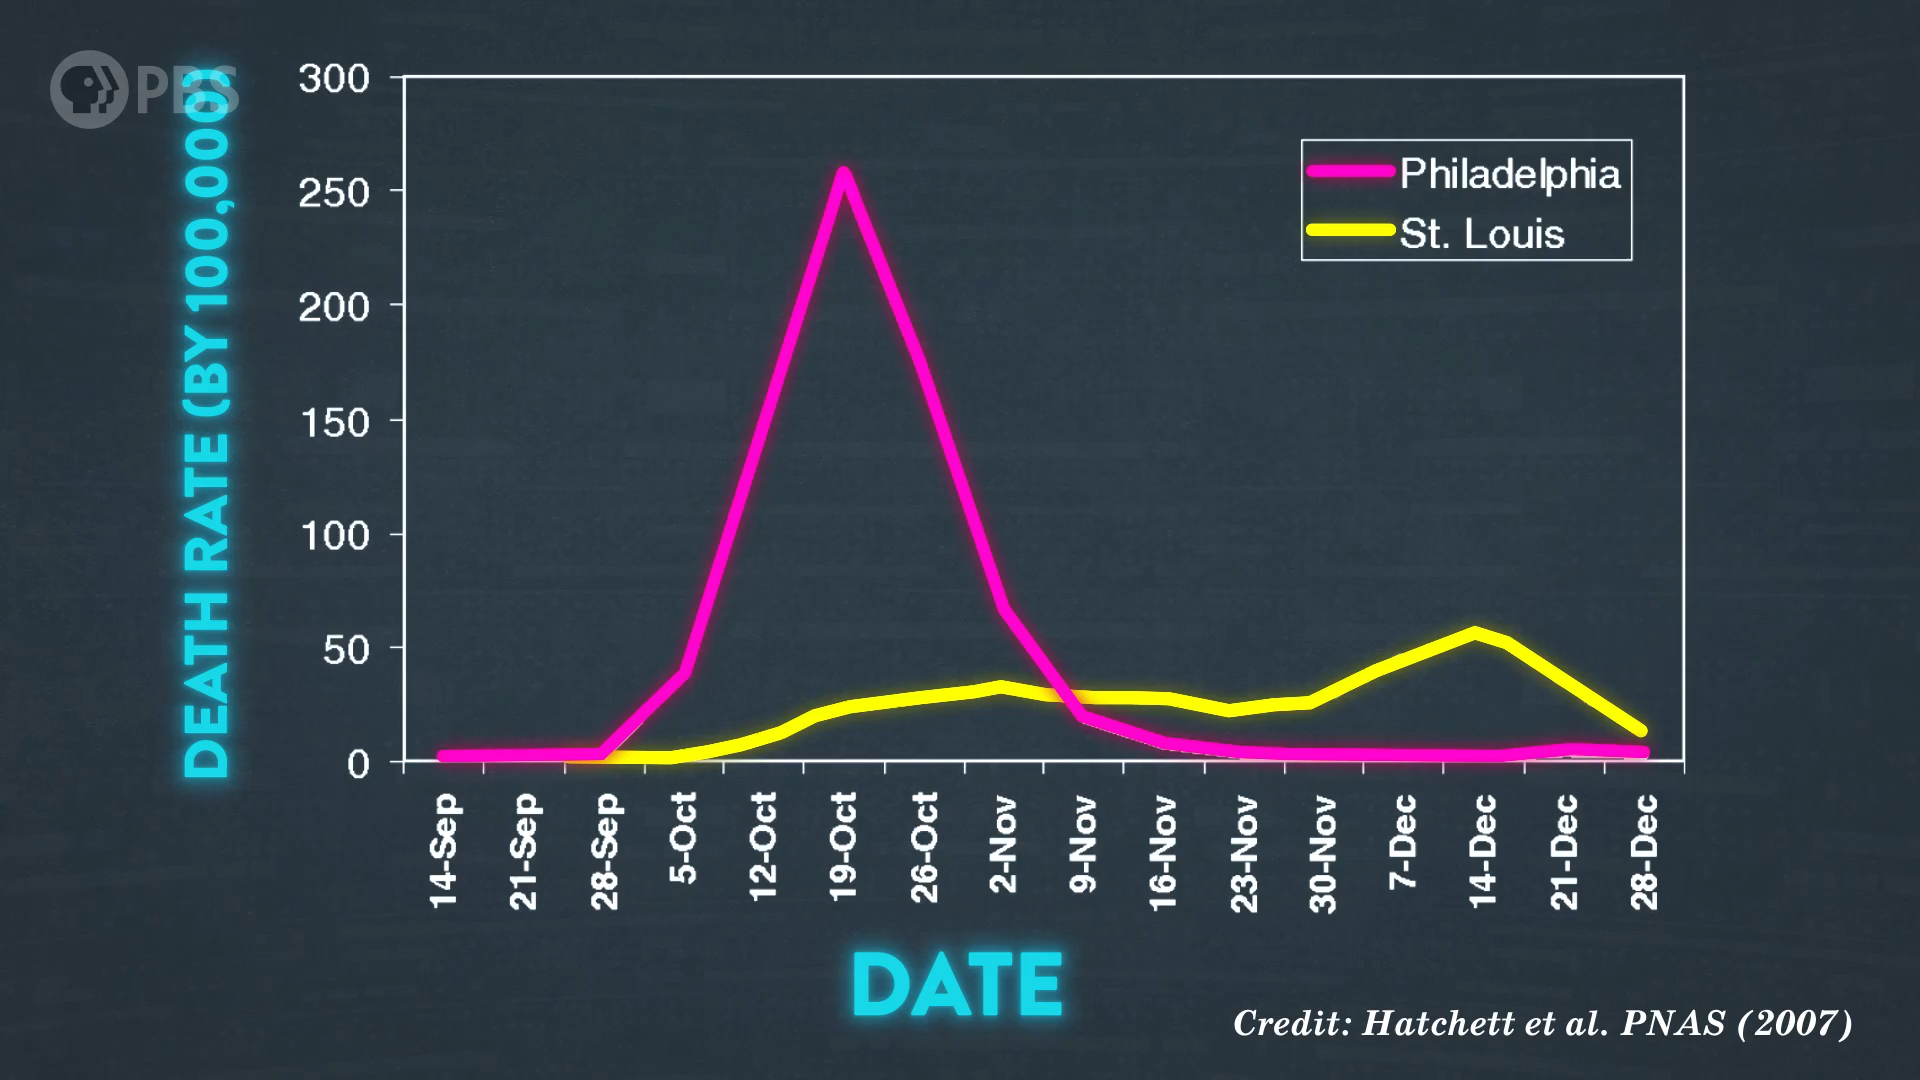 PBS
DEATH RATE (BY 100,000)
300
250
200
150
100
50
0
Philadelphia
St. Louis
14-Sep
21-Sep
28-Sep
5-Oct
12-Oct
19-Oct
26-Oct
2-Nov
9-Nov
16-Nov
23-Nov
30-Nov
7-Dec
14-Dec
21-Dec
28-Dec
DATE
Credit: Hatchett et al. PNAS (2007)